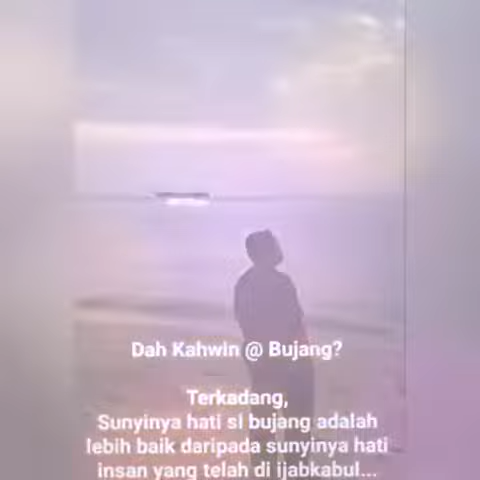 Dah Kahwin @ Bujang?
Terkadang,
Sunyinya hati si bujang adalah
lebih baik daripada sunyinya hati
insan yang telah di ijabkabul...